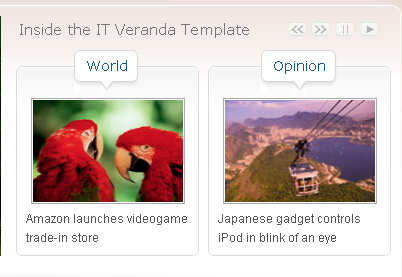 Inside the IT Veranda Template
World
Opinion
Amazon launches videogame
trade-in store
Japanese gadget controls
iPod in blink of an eye